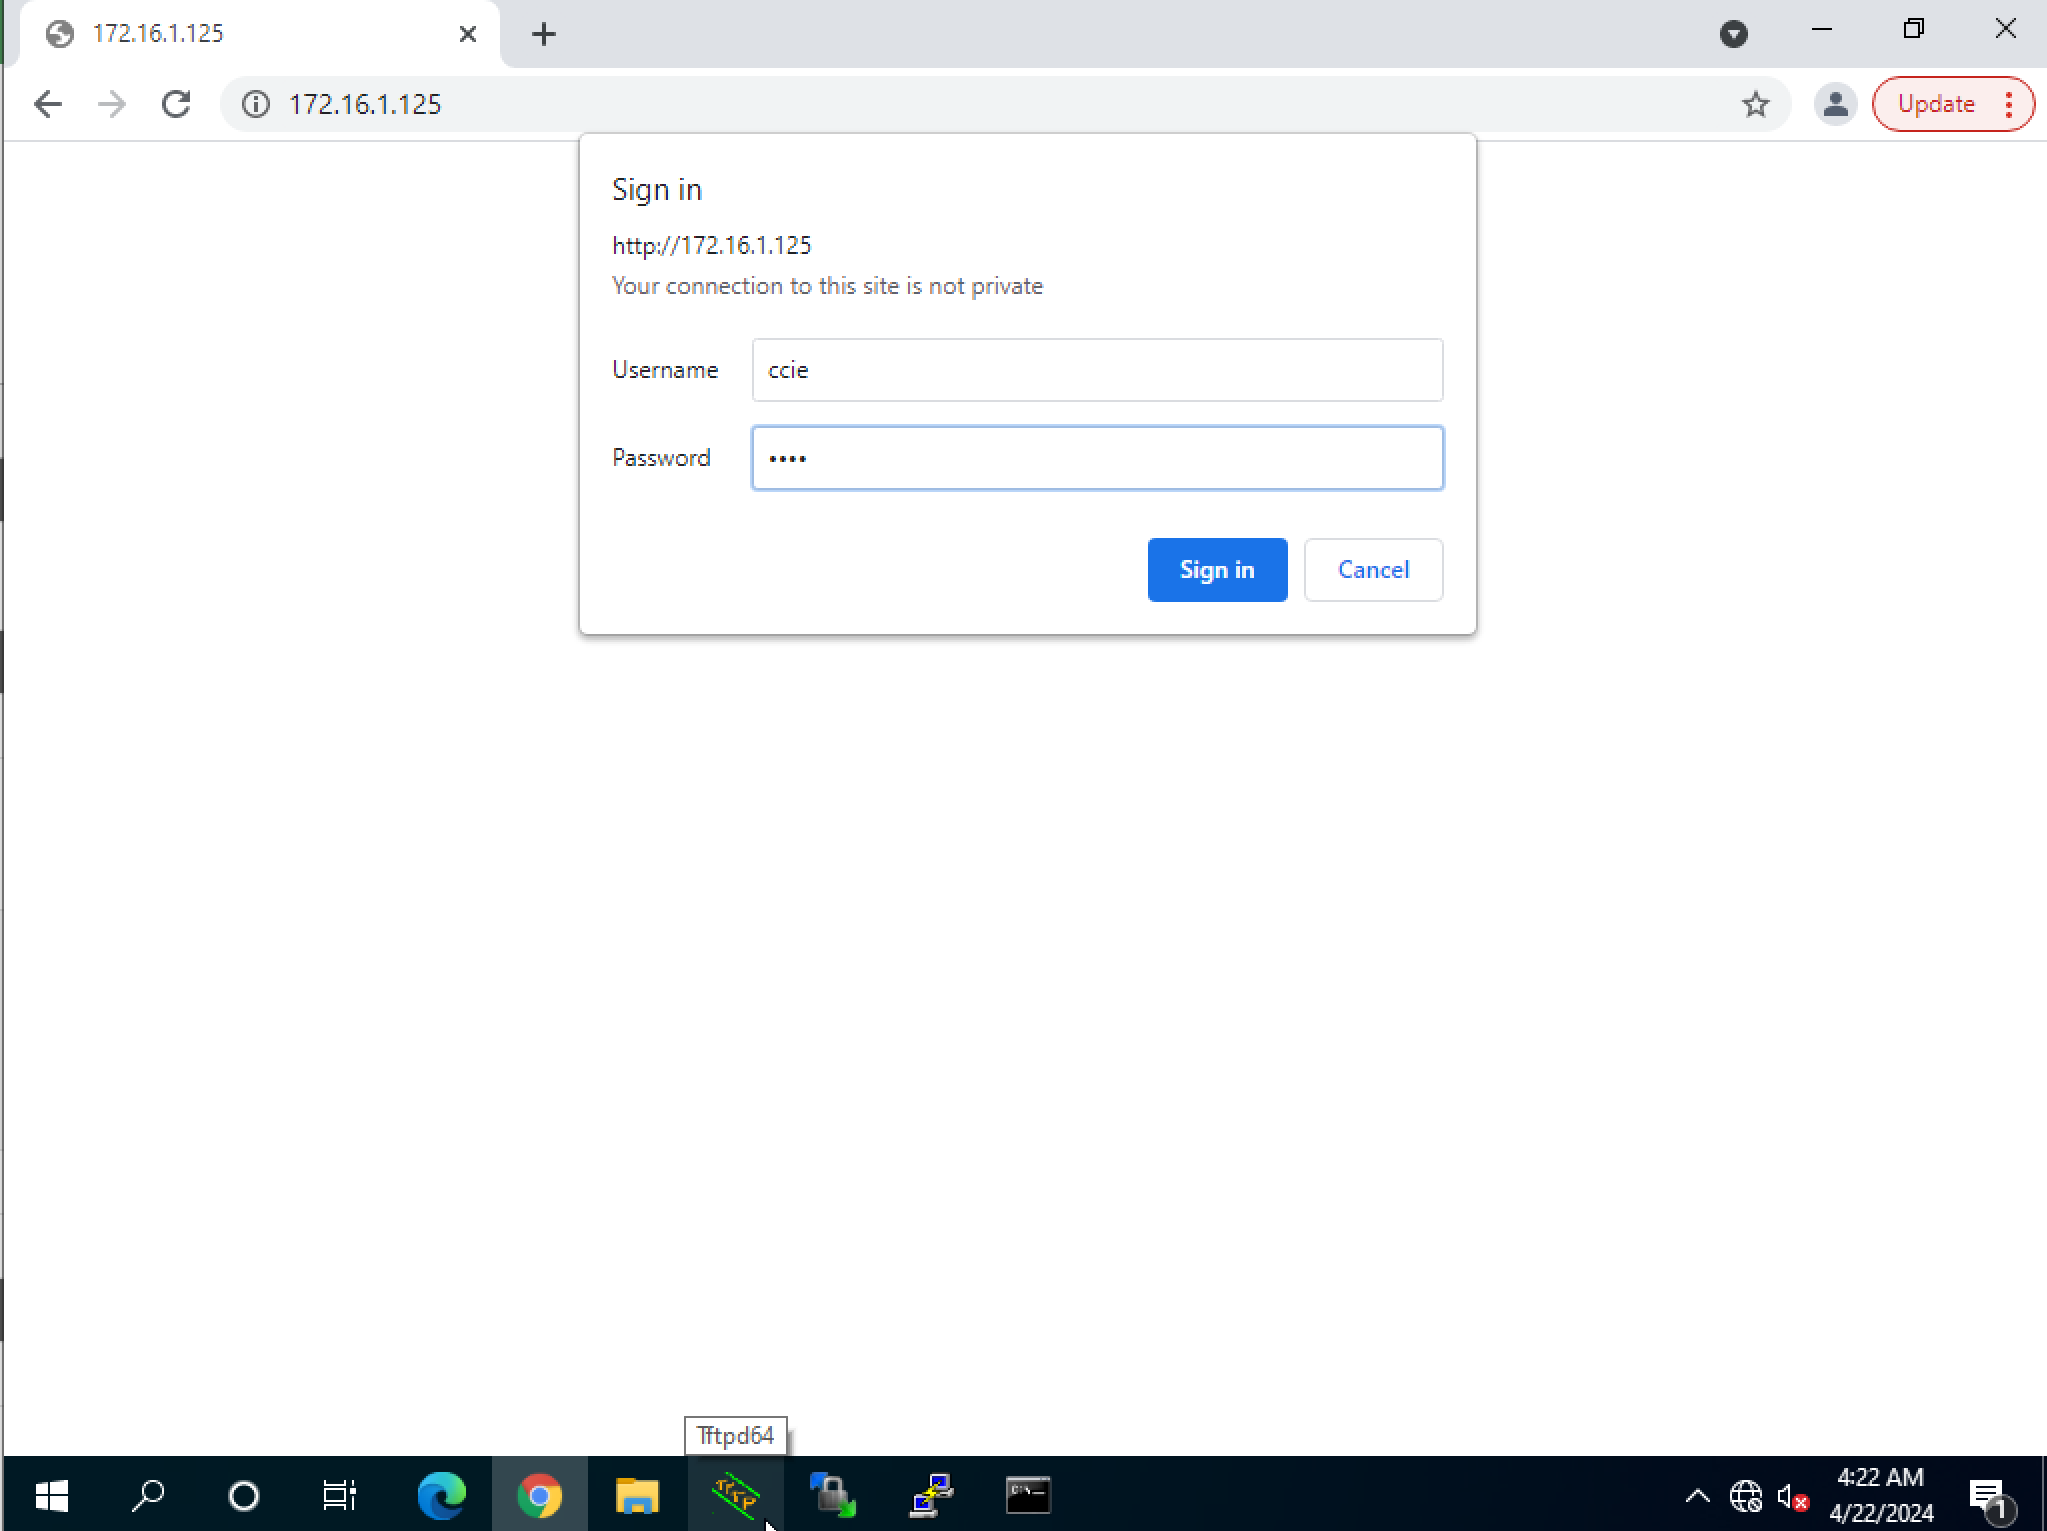 172.16.1.125
172.16.1.125
Update
Sign in
http://172.16.1.125
Your connection to this site is not private
Username ccie
Password ••••
Sign in Cancel
Tftpd64
TFTP
C:\
4:22 AM
4/22/2024
1